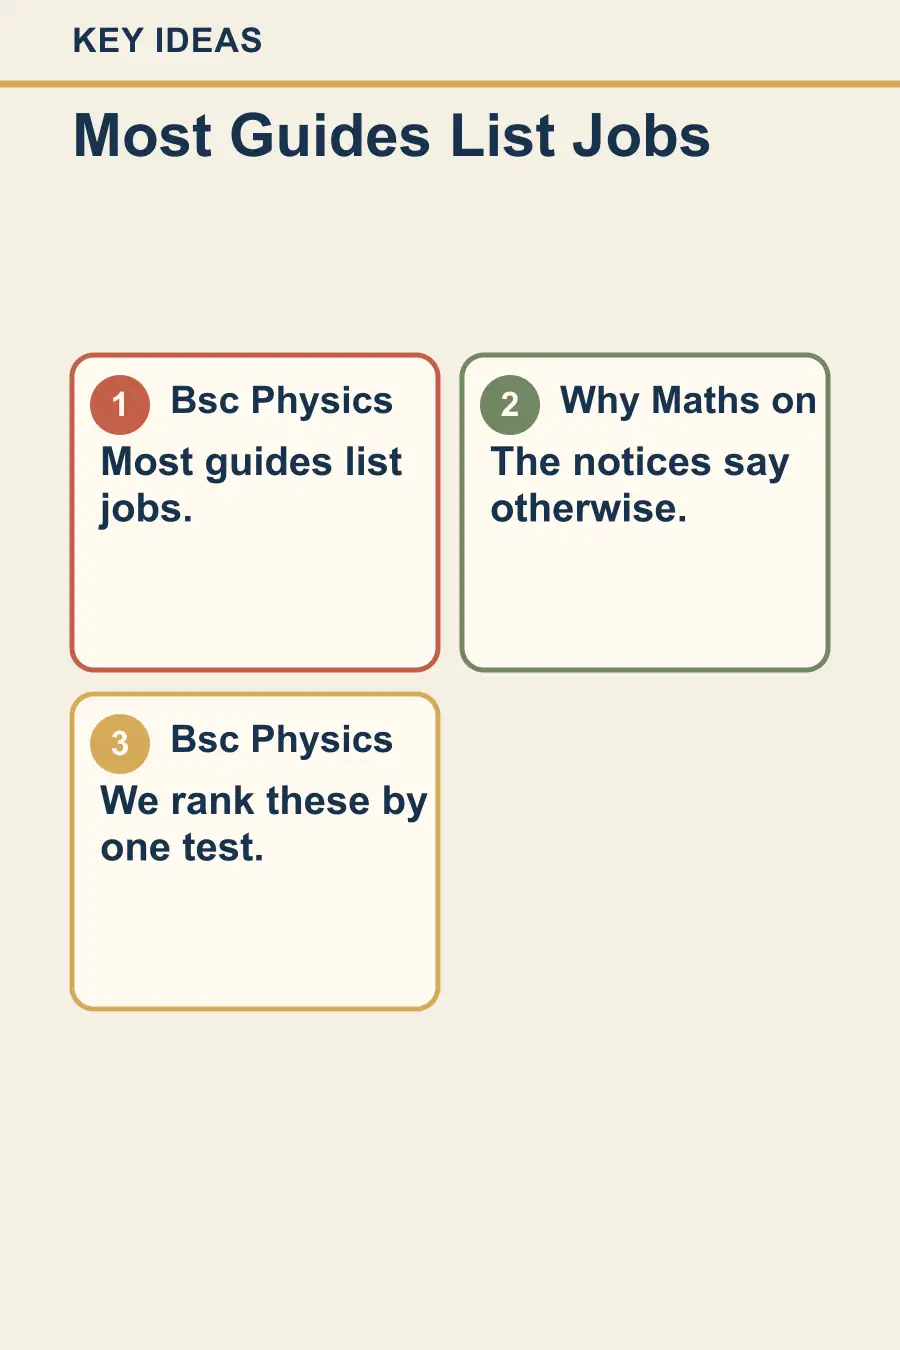 KEY IDEAS
Most Guides List Jobs
1 Bsc Physics
Most guides list
jobs.
2 Why Maths on
The notices say
otherwise.
3 Bsc Physics
We rank these by
one test.